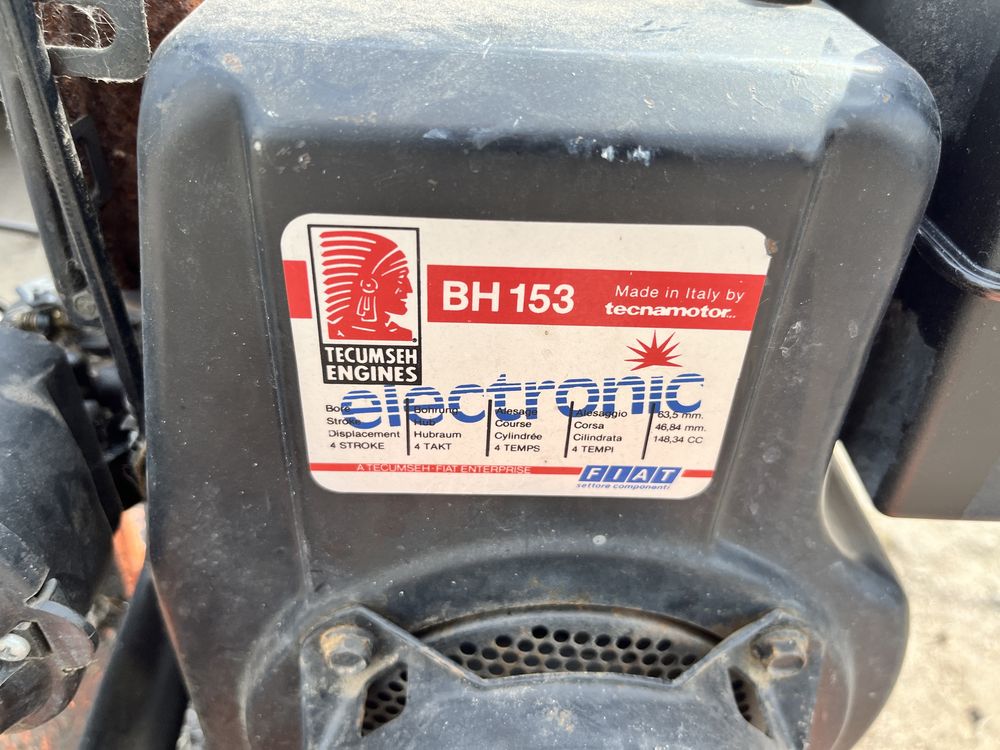 TECUMSEH
ENGINES
BH 153
Made in Italy by
tecnamotor
electronic
Bore Bohrung Alesage Alesaggio 63,5 mm.
Stroke Hub Course Corsa 46,84 mm.
Displacement Hubraum Cylindrée Cilindrata 148,34 CC
4 STROKE 4 TAKT 4 TEMPS 4 TEMPI
A TECUMSEH-FIAT ENTERPRISE
FIAT
settore componenti